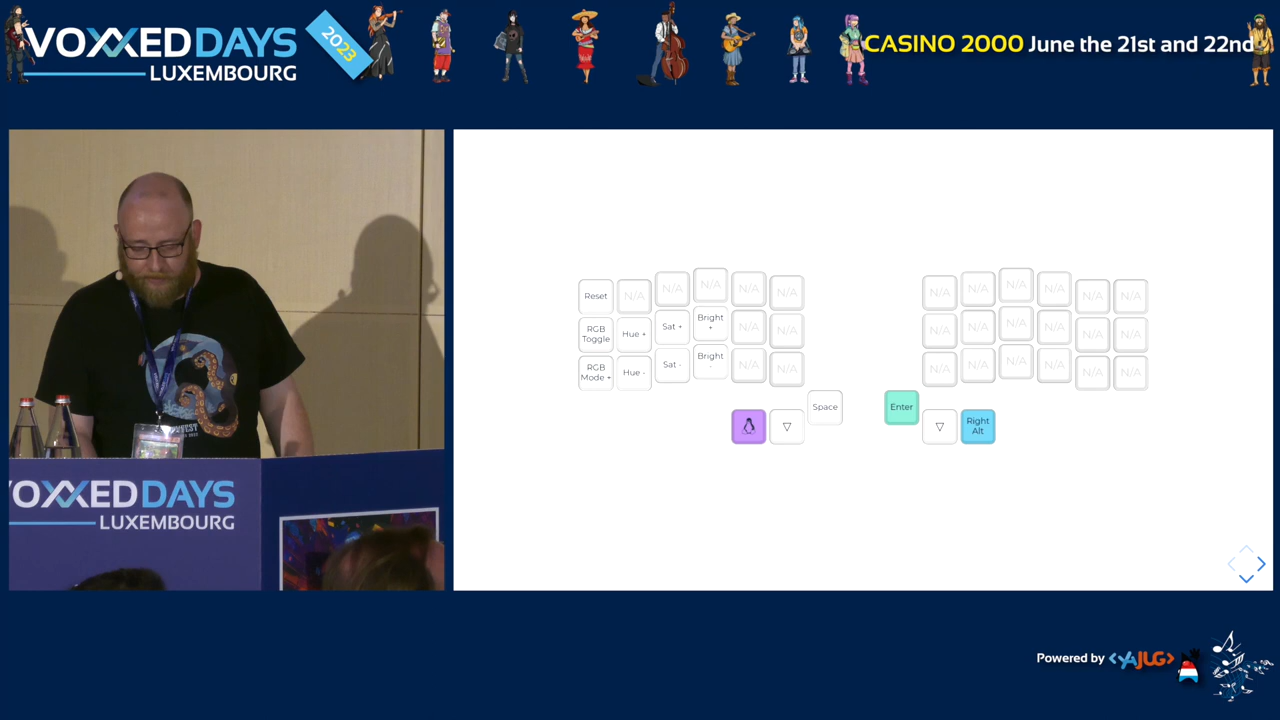 VOXXED DAYS
LUXEMBOURG
2023
CASINO 2000 June the 21st and 22nd
N/A N/A
N/A N/A N/A N/A N/A N/A N/A N/A
Reset N/A N/A N/A
Bright
+
Sat + N/A N/A N/A N/A N/A N/A
RGB
Toggle
Hue + N/A N/A
Bright
-
Sat - N/A N/A N/A N/A N/A N/A
RGB
Mode +
Hue - N/A N/A
Space Enter
▽ ▽ Right
Alt
VOXXED DAYS
LUXEMBOURG
Powered by <YAJUG>